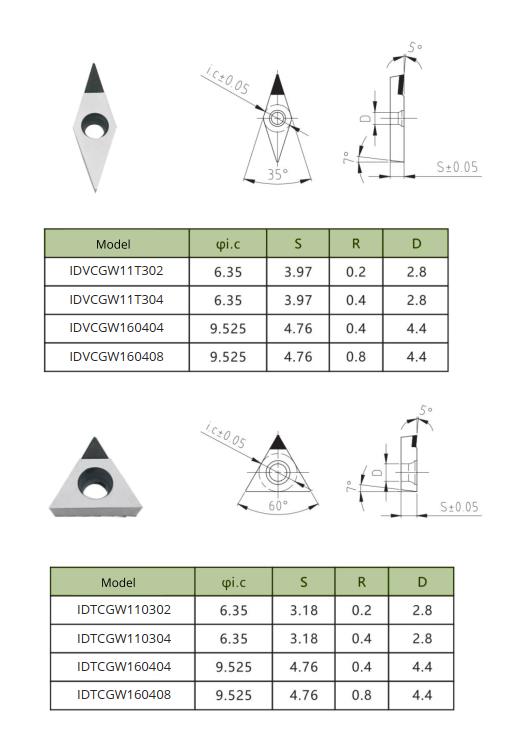 5°
i.c±0.05
D
7°
35°
S±0.05
Model φi.c S R D
IDVCGW11T302 6.35 3.97 0.2 2.8
IDVCGW11T304 6.35 3.97 0.4 2.8
IDVCGW160404 9.525 4.76 0.4 4.4
IDVCGW160408 9.525 4.76 0.8 4.4
5°
i.c±0.05
D
7°
60°
S±0.05
Model φi.c S R D
IDTCGW110302 6.35 3.18 0.2 2.8
IDTCGW110304 6.35 3.18 0.4 2.8
IDTCGW160404 9.525 4.76 0.4 4.4
IDTCGW160408 9.525 4.76 0.8 4.4